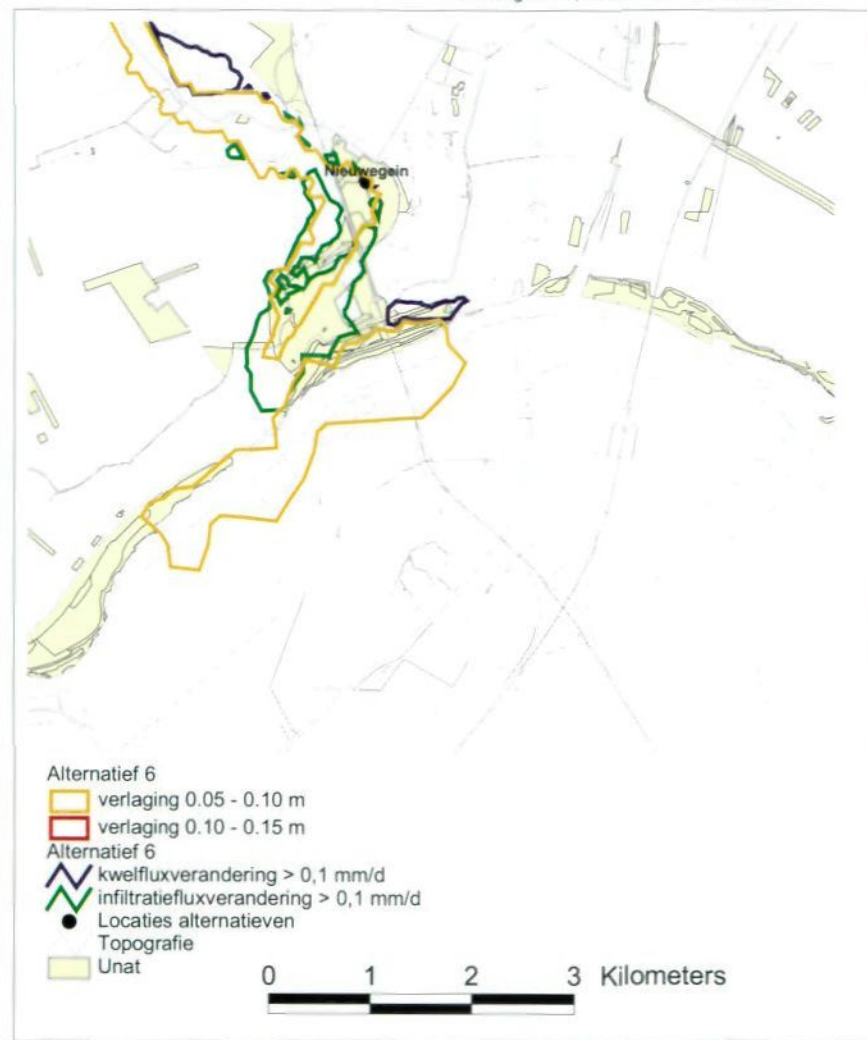 Nieuwegein
Alternatief 6
verlaging 0.05 - 0.10 m
verlaging 0.10 - 0.15 m
Alternatief 6
kwelfluxverandering > 0,1 mm/d
infiltratiefluxverandering > 0,1 mm/d
Locaties alternatieven
Topografie
Unat
0 1 2 3 Kilometers